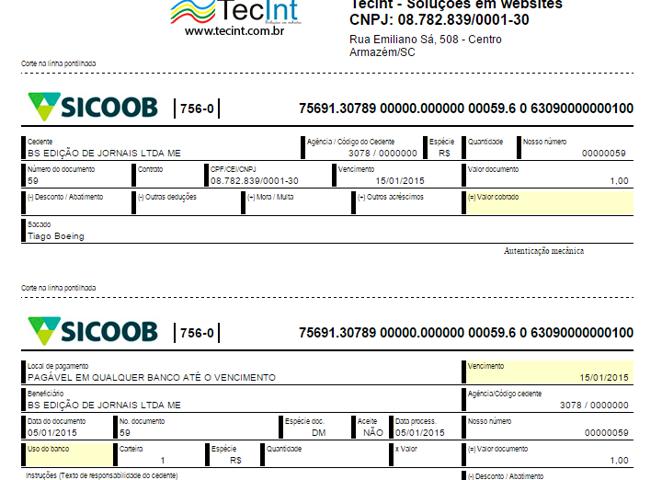 TecInt
www.tecint.com.br
TecInt - Soluções em websites
CNPJ: 08.782.839/0001-30
Rua Emiliano Sá, 508 - Centro
Armazém/SC
Corte na linha pontilhada
SICOOB 756-0 75691.30789 00000.000000 00059.6 0 63090000000100
Cedente Agência / Código do Cedente Espécie Quantidade Nosso número
BS EDIÇÃO DE JORNAIS LTDA ME 3078 / 0000000 R$ 00000059
Número do documento Contrato CPF/CEI/CNPJ Vencimento Valor documento
59 08.782.839/0001-30 15/01/2015 1,00
(-) Desconto / Abatimento (-) Outras deduções (+) Mora / Multa (+) Outros acréscimos (=) Valor cobrado
Sacado
Tiago Boeing
Autenticação mecânica
Corte na linha pontilhada
SICOOB 756-0 75691.30789 00000.000000 00059.6 0 63090000000100
Local de pagamento Vencimento
PAGÁVEL EM QUALQUER BANCO ATÉ O VENCIMENTO 15/01/2015
Beneficiário Agência/Código cedente
BS EDIÇÃO DE JORNAIS LTDA ME 3078 / 0000000
Data do documento No. documento Espécie doc. Aceite Data process. Nosso número
05/01/2015 59 DM NÃO 05/01/2015 00000059
Uso do banco Carteira Espécie Quantidade x Valor (=) Valor documento
1 R$ 1,00
Instruções (Texto de responsabilidade do cedente) (-) Desconto / Abatimento